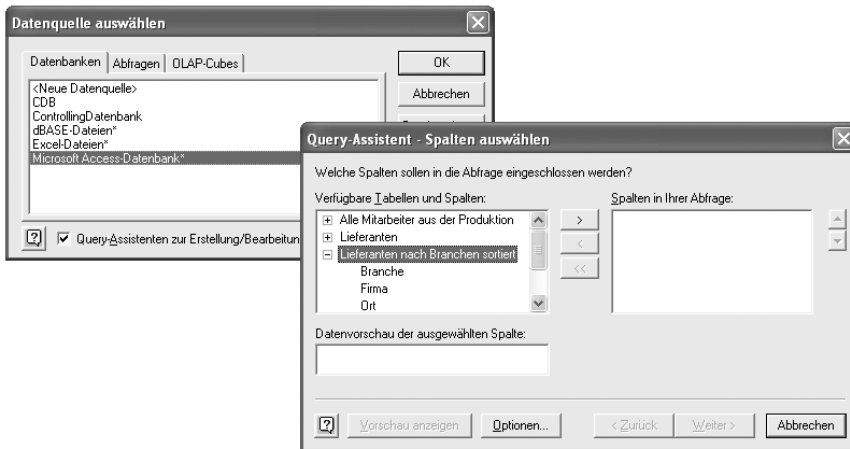 Datenquelle auswählen
Datenbanken Abfragen OLAP-Cubes
OK
Abbrechen
<Neue Datenquelle>
CDB
ControllingDatenbank
dBASE-Dateien*
Excel-Dateien*
Microsoft Access-Datenbank*
Query-Assistenten zur Erstellung/Bearbeitun
Query-Assistent - Spalten auswählen
Welche Spalten sollen in die Abfrage eingeschlossen werden?
Verfügbare Tabellen und Spalten:
Spalten in Ihrer Abfrage:
Alle Mitarbeiter aus der Produktion
Lieferanten
Lieferanten nach Branchen sortiert
Branche
Firma
Ort
>
<
<<
Datenvorschau der ausgewählten Spalte:
Vorschau anzeigen
Optionen...
< Zurück
Weiter >
Abbrechen